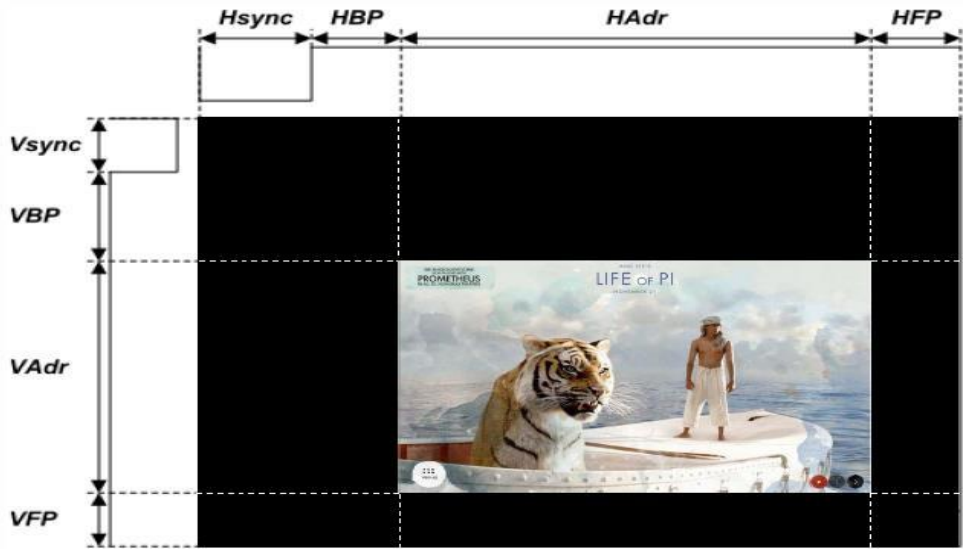 Hsync HBP HAdr HFP
Vsync
VBP
VAdr
VFP
PROMETHEUS
LIFE OF PI